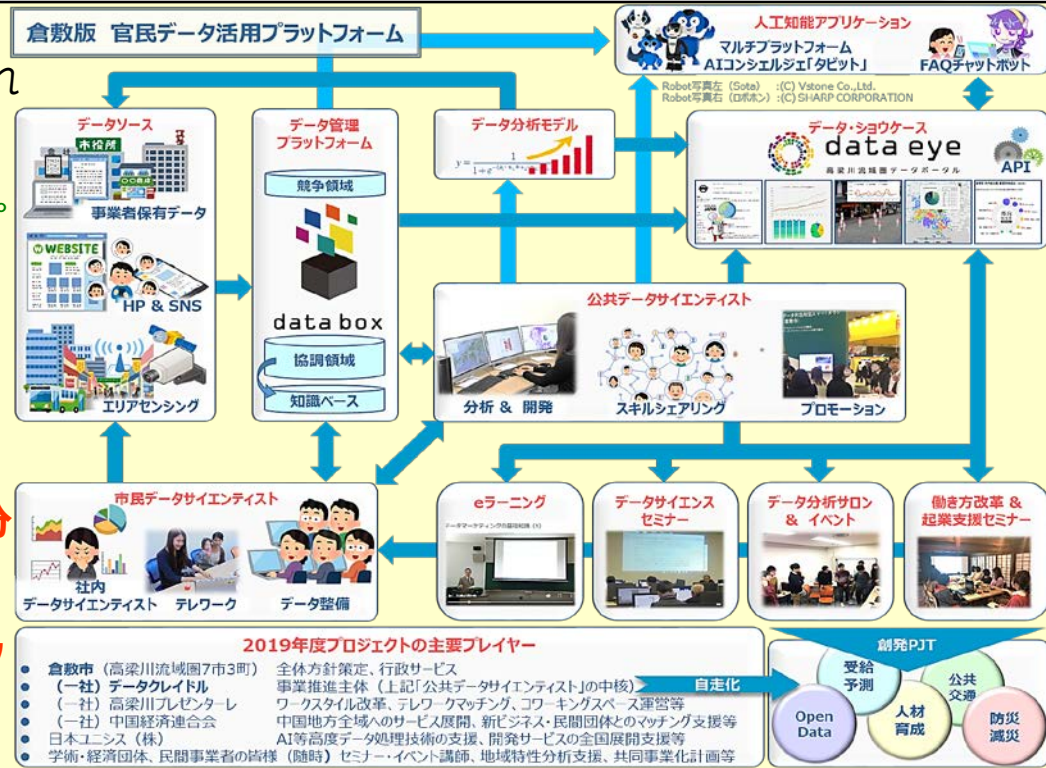 倉敷版 官民データ活用プラットフォーム
人工知能アプリケーション
マルチプラットフォーム
AIコンシェルジェ「タビット」
FAQチャットボット
Robot写真左（Sota）:(C) Vstone Co.,Ltd.
Robot写真右（ロボホン）:(C) SHARP CORPORATION
れ
。
分
データソース
市役所
事業者保有データ
WEBSITE
HP & SNS
エリアセンシング
データ管理
プラットフォーム
競争領域
data box
協調領域
知識ベース
データ分析モデル
データ・ショウケース
data eye
高梁川流域圏データポータル
API
公共データサイエンティスト
分析 & 開発
スキルシェアリング
プロモーション
市民データサイエンティスト
社内
データサイエンティスト
テレワーク
データ整備
eラーニング
データサイエンス
セミナー
データ分析サロン
& イベント
働き方改革 &
起業支援セミナー
2019年度プロジェクトの主要プレイヤー
● 倉敷市（高梁川流域圏7市3町） 全体方針策定、行政サービス
● （一社）データクレイドル 事業推進主体（上記「公共データサイエンティスト」の中核）
● （一社）高梁川プレゼンターレ ワークスタイル改革、テレワークマッチング、コワーキングスペース運営等
● （一社）中国経済連合会 中国地方全域へのサービス展開、新ビジネス・民間団体とのマッチング支援等
● 日本ユニシス（株） AI等高度データ処理技術の支援、開発サービスの全国展開支援等
● 学術・経済団体、民間事業者の皆様（随時）セミナー・イベント講師、地域特性分析支援、共同事業化計画等
自走化
創発PJT
受給
予測
公共
交通
Open
Data
人材
育成
防災
減災